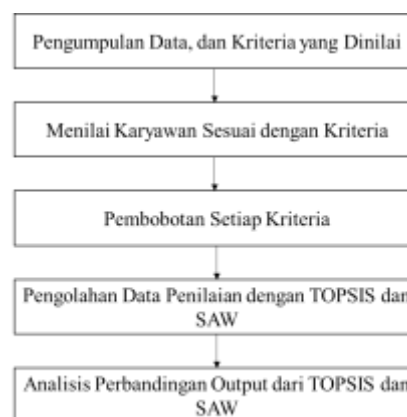 Pengumpulan Data, dan Kriteria yang Dinilai
Menilai Karyawan Sesuai dengan Kriteria
Pembobotan Setiap Kriteria
Pengolahan Data Penilaian dengan TOPSIS dan
SAW
Analisis Perbandingan Output dari TOPSIS dan
SAW